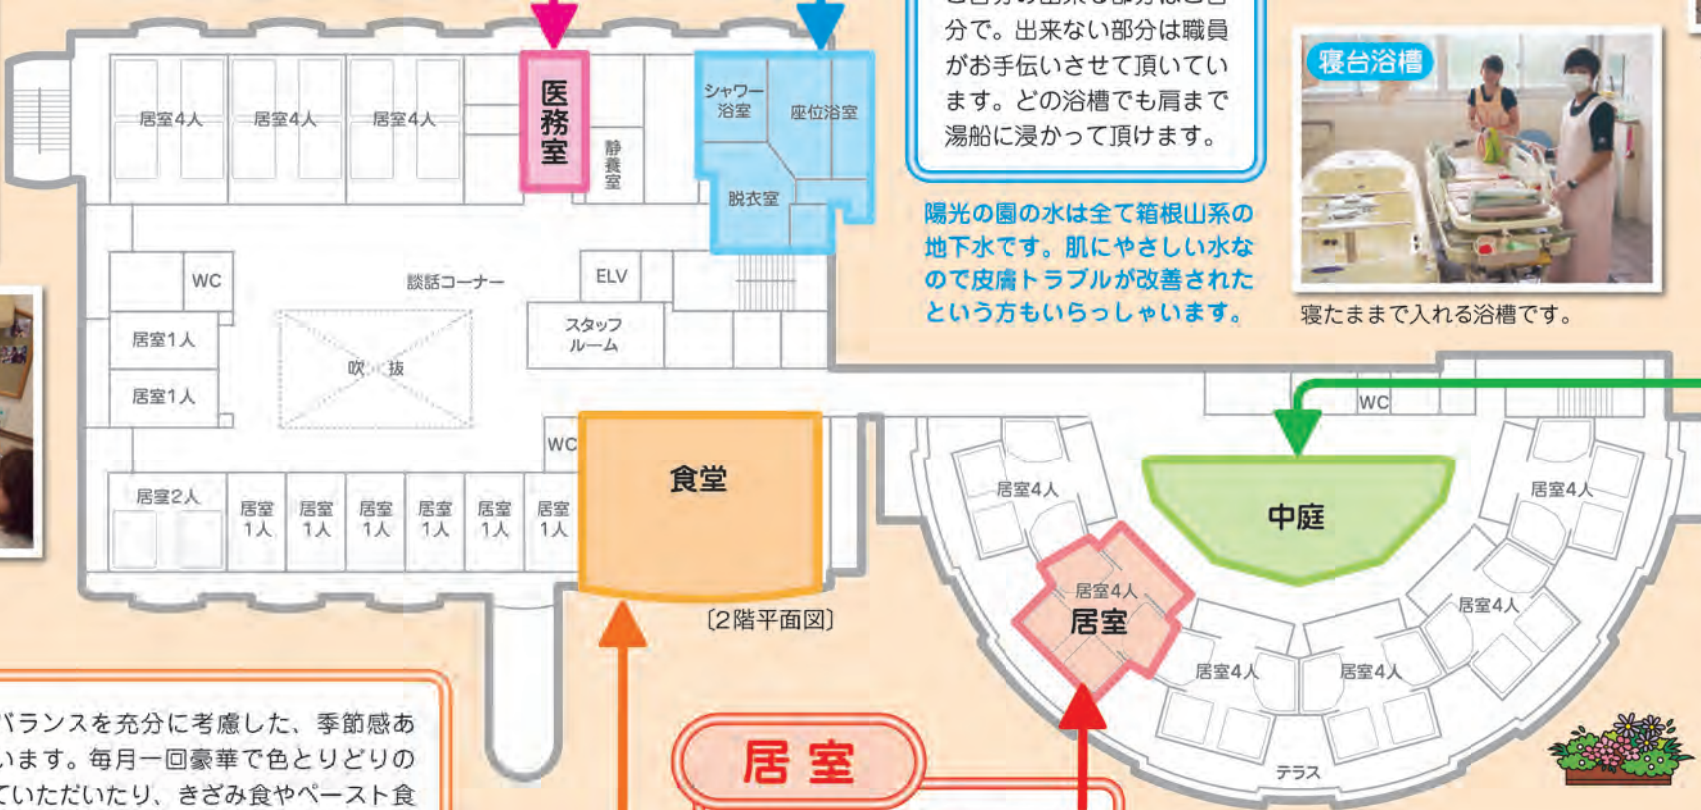 分で。出来ない部分は職員
がお手伝いさせて頂いてい
ます。どの浴槽でも肩まで
湯船に浸かって頂けます。
陽光の園の水は全て箱根山系の
地下水です。肌にやさしい水な
ので皮膚トラブルが改善された
という方もいらっしゃいます。
寝台浴槽
寝たままで入れる浴槽です。
居室4人
居室4人
居室4人
医務室
静養室
シャワー
浴室
座位浴室
脱衣室
WC
談話コーナー
ELV
スタッフ
ルーム
居室1人
居室1人
吹抜
WC
食堂
居室2人
居室
1人
居室
1人
居室
1人
居室
1人
居室
1人
居室
1人
〔2階平面図〕
WC
中庭
居室4人
居室4人
居室4人
居室
居室4人
居室4人
居室4人
テラス
バランスを充分に考慮した、季節感あ
います。毎月一回豪華で色とりどりの
ていただいたり、きざみ食やペースト食
居室